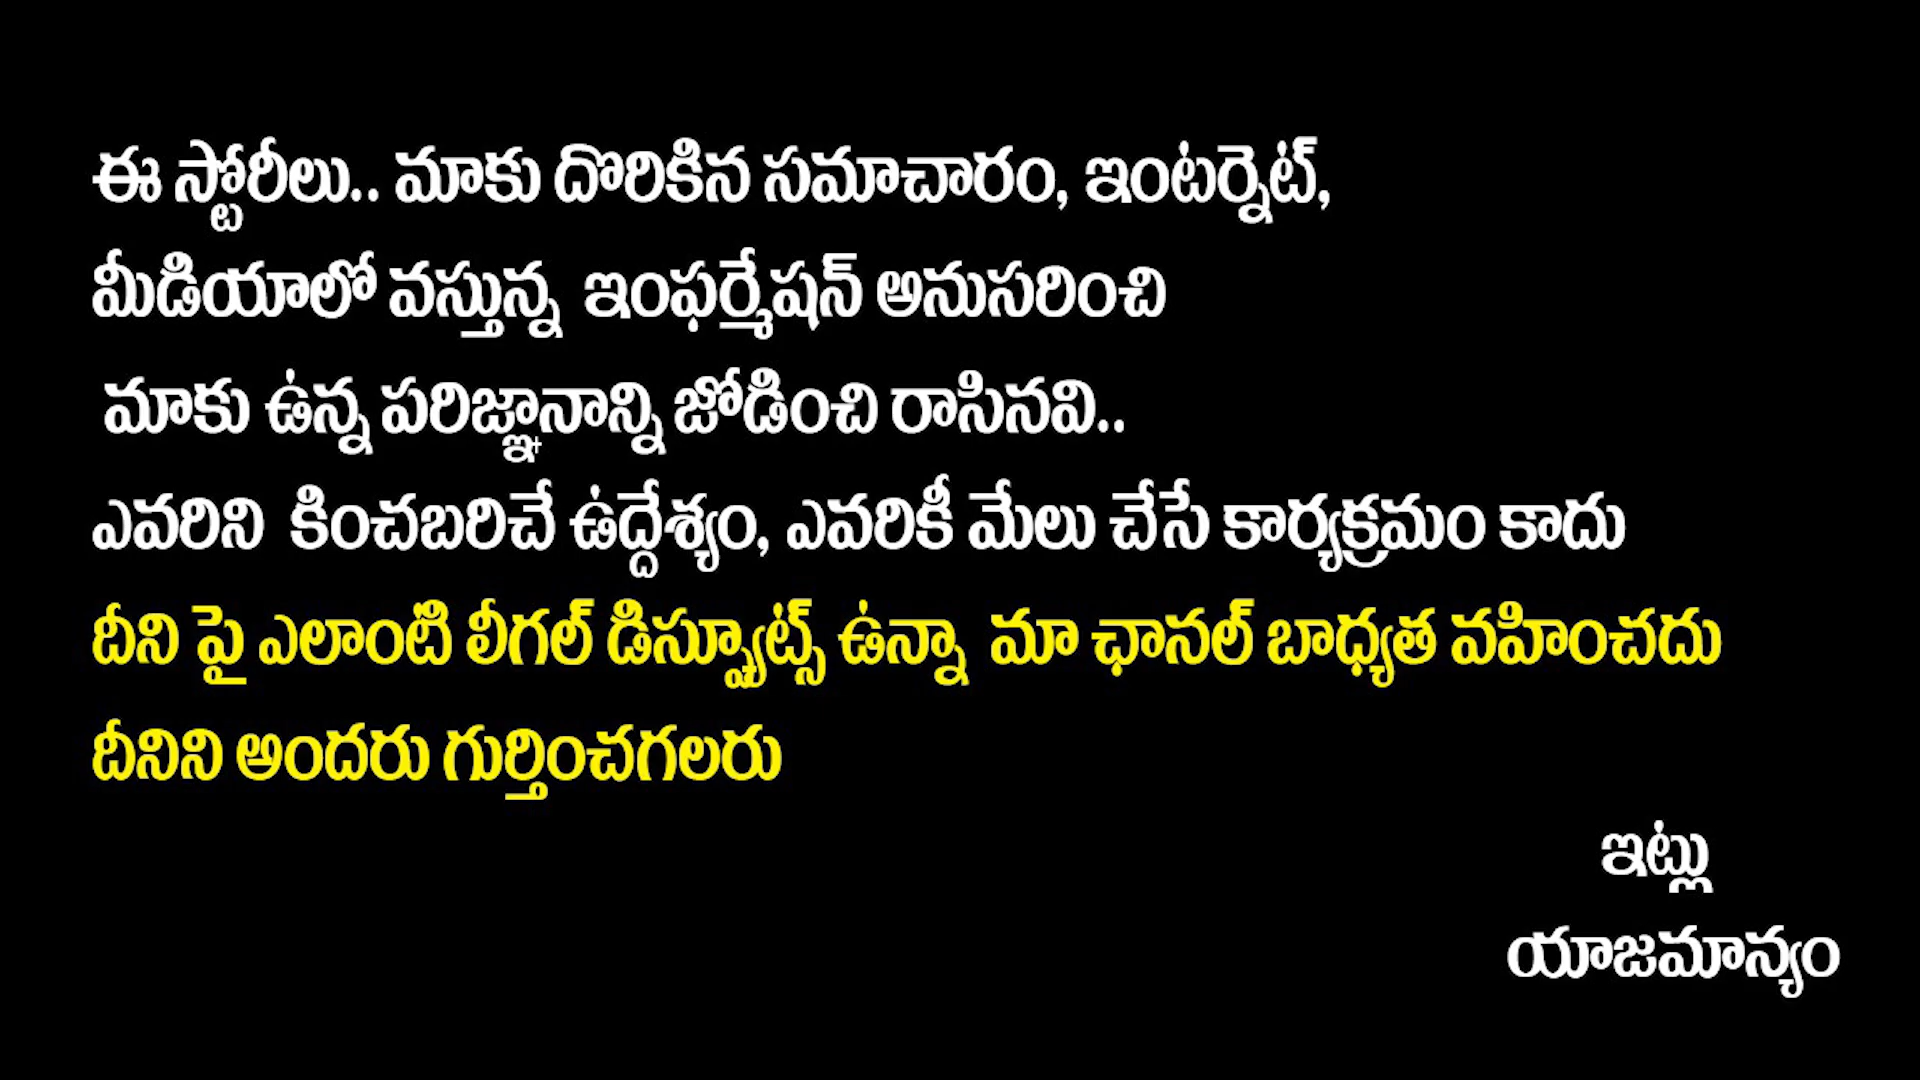 ఈ స్టోరీలు.. మాకు దొరికిన సమాచారం, ఇంటర్నెట్,
మీడియాలో వస్తున్న ఇంఫర్మేషన్ అనుసరించి
మాకు ఉన్న పరిజ్ఞానాన్ని జోడించి రాసినవి..
ఎవరిని కించబరిచే ఉద్దేశ్యం, ఎవరికీ మేలు చేసే కార్యక్రమం కాదు
దీని పై ఎలాంటి లీగల్ డిస్ప్యూట్స్ ఉన్నా మా ఛానల్ బాధ్యత వహించదు
దీనిని అందరు గుర్తించగలరు
ఇట్లు
యాజమాన్యం